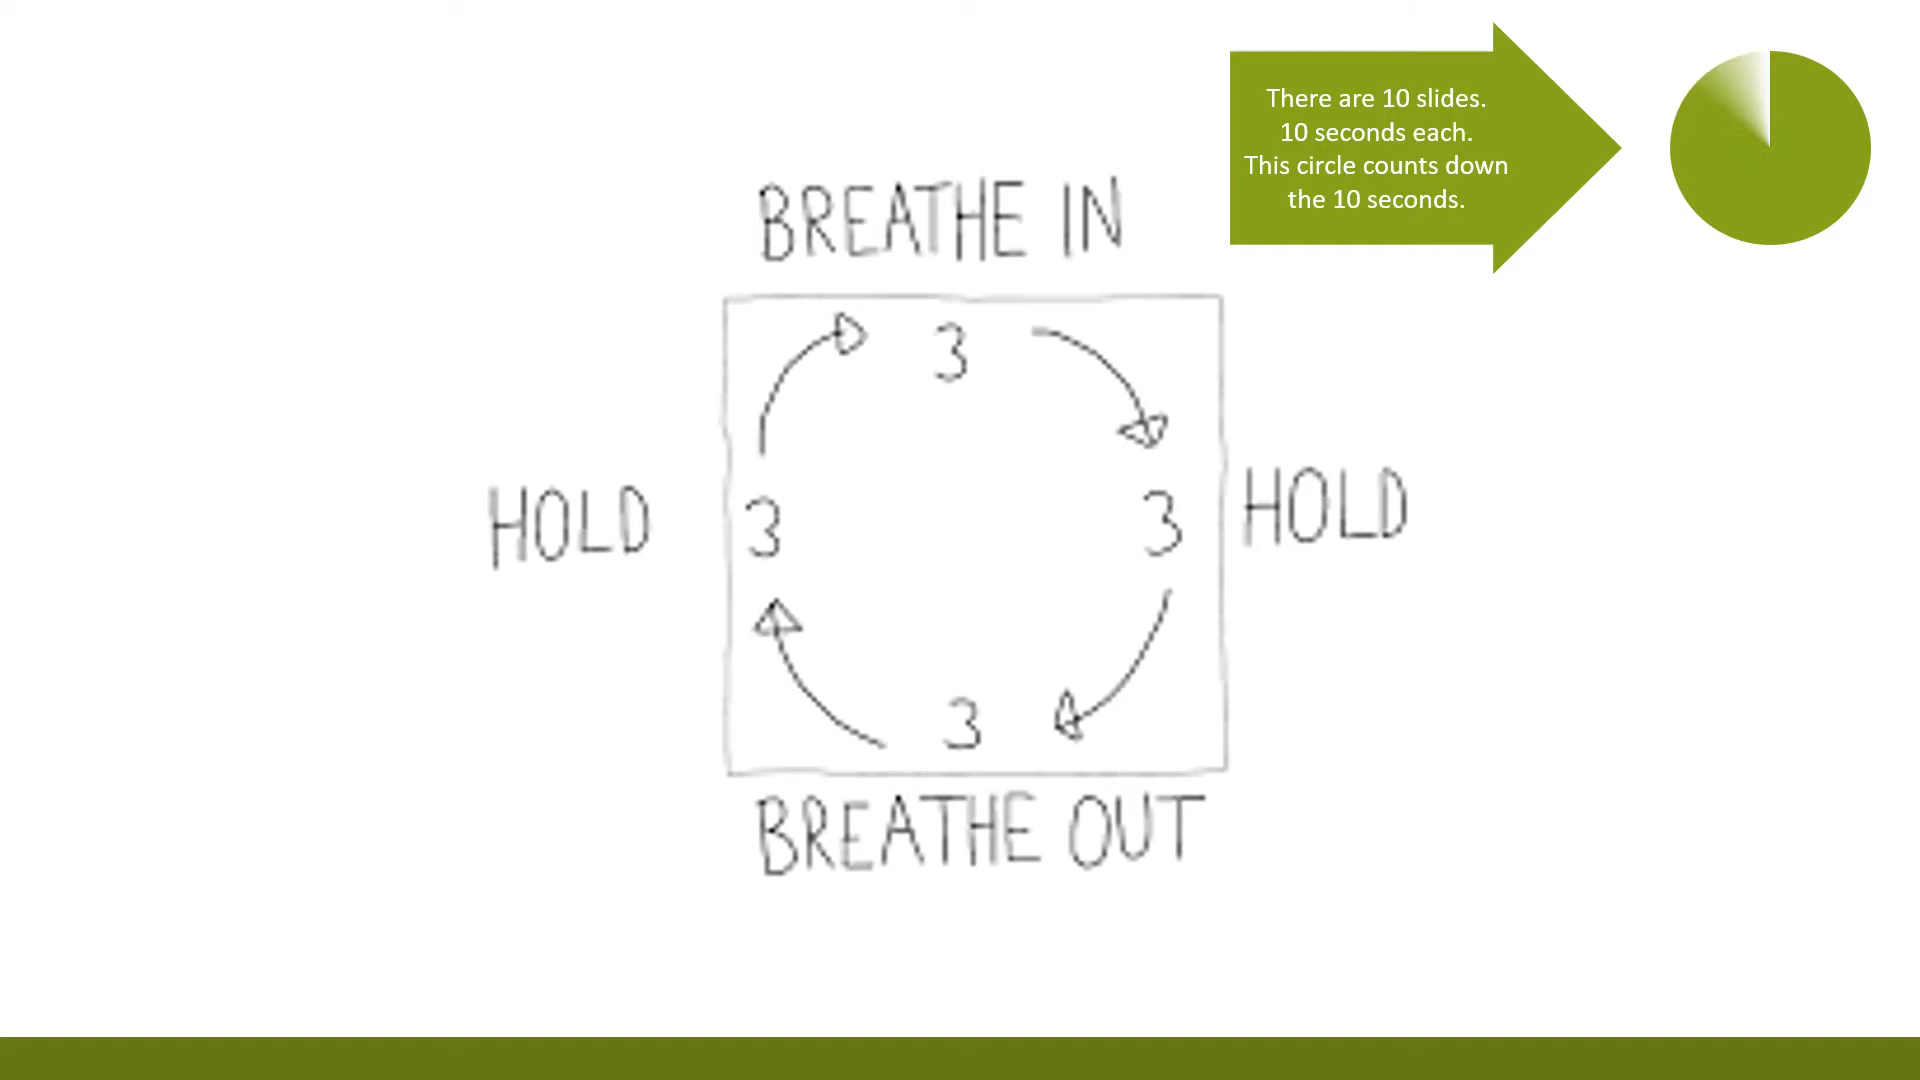 There are 10 slides.
10 seconds each.
This circle counts down
the 10 seconds.
BREATHE IN
3
HOLD
3
3
HOLD
3
BREATHE OUT